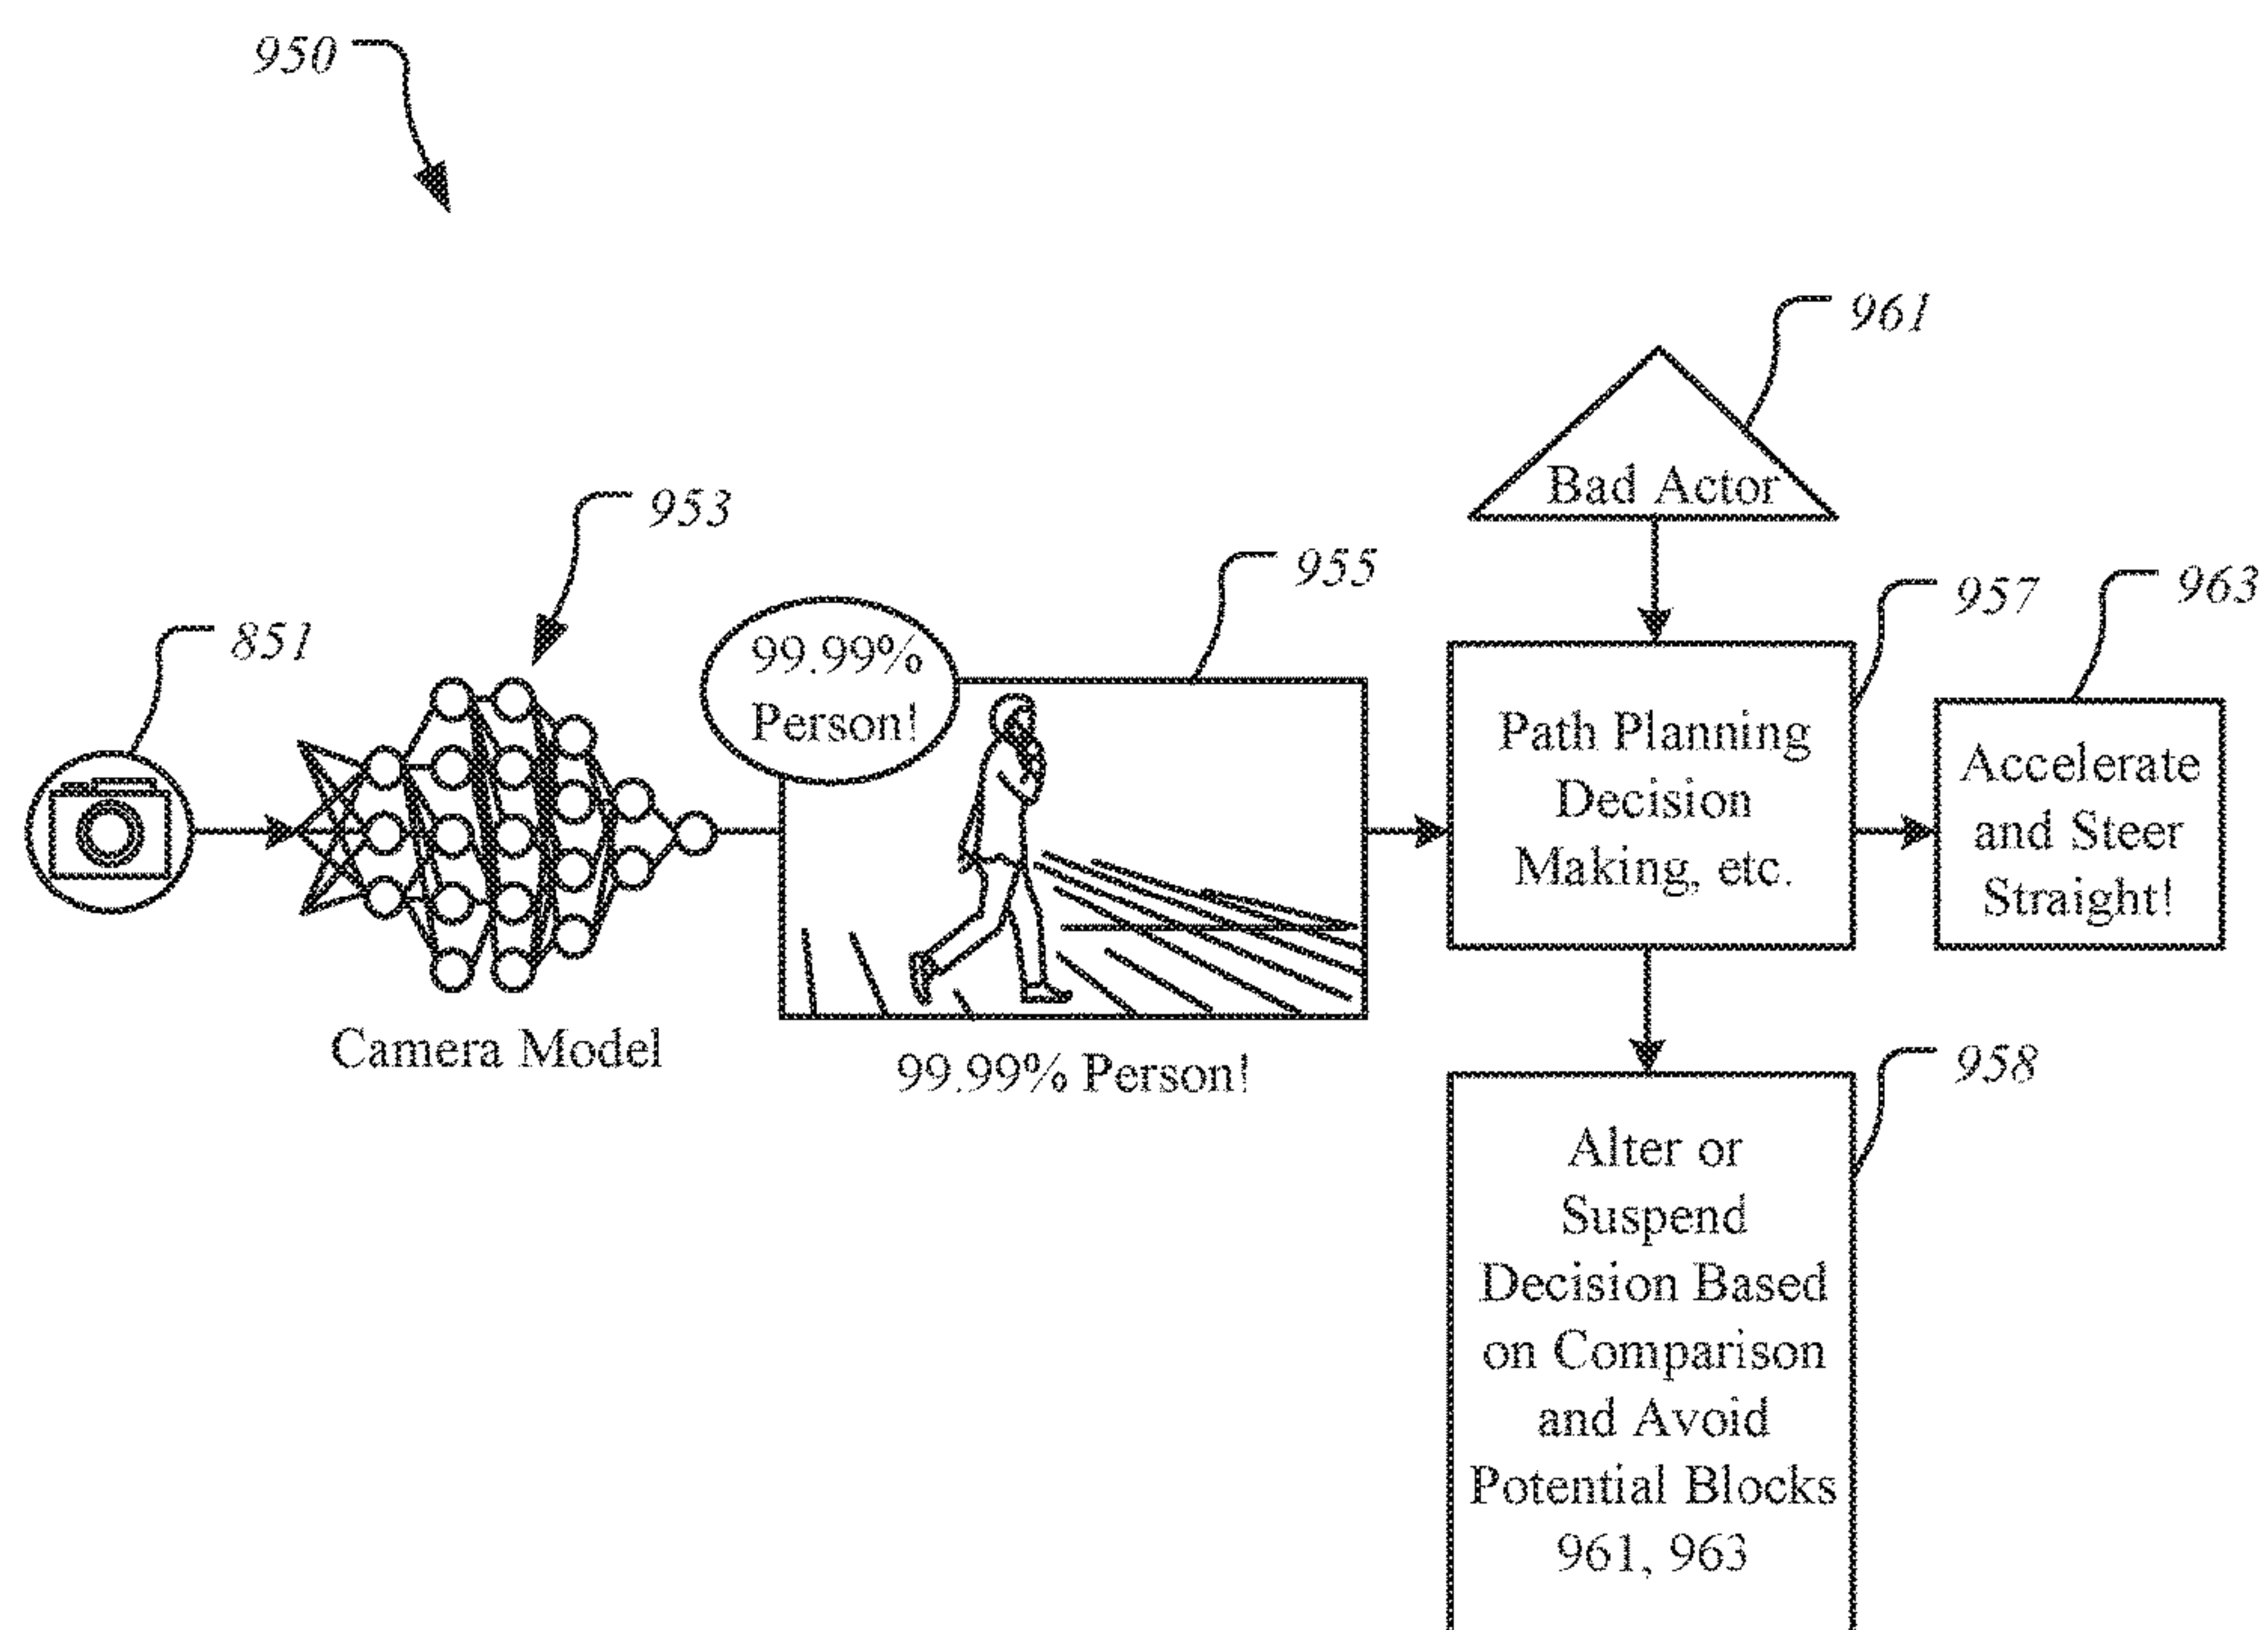 950
961
953
955
957
963
851
99.99%
Person!
Bad Actor
Path Planning
Decision
Making, etc.
Accelerate
and Steer
Straight!
Camera Model
99.99% Person!
958
Alter or
Suspend
Decision Based
on Comparison
and Avoid
Potential Blocks
961, 963